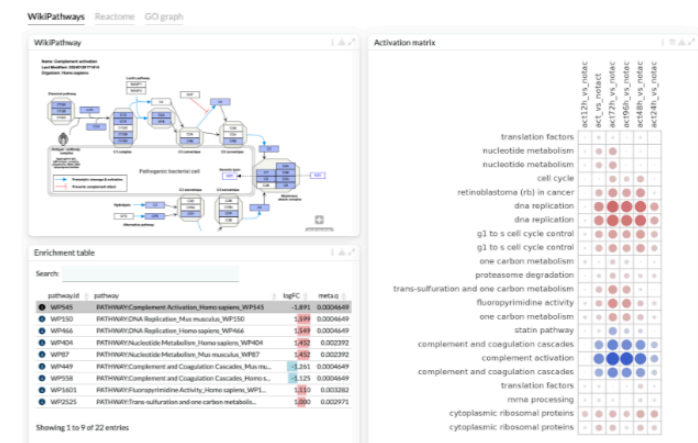 WikiPathways Reactome GO graph
WikiPathway
Name: Complement activation
Organism: Homo sapiens
Pathogenic bacterial cell
Enrichment table
Search:
pathway.id pathway logFC meta.q
WP545 PATHWAY:Complement Activation_Homo sapiens_WP545 -1.891 0.0004649
WP150 PATHWAY:DNA Replication_Mus musculus_WP150 1.599 0.0004649
WP466 PATHWAY:DNA Replication_Homo sapiens_WP466 1.549 0.0004649
WP404 PATHWAY:Nucleotide Metabolism_Homo sapiens_WP404 1.452 0.002392
WP87 PATHWAY:Nucleotide Metabolism_Mus musculus_WP87 1.452 0.002392
WP449 PATHWAY:Complement and Coagulation Cascades_Mus mu... -1.261 0.0004649
WP558 PATHWAY:Complement and Coagulation Cascades_Homo s... -1.125 0.0004649
WP1601 PATHWAY:Fluoropyrimidine Activity_Homo sapiens_WP1... 1.110 0.003282
WP2525 PATHWAY:Trans-sulfuration and one carbon metabolis... 1.000 0.002971
Showing 1 to 9 of 22 entries
Activation matrix
act12h_vs_notac
act_vs_notact
act72h_vs_notac
act96h_vs_notac
act48h_vs_notac
act24h_vs_notac
translation factors
nucleotide metabolism
nucleotide metabolism
cell cycle
retinoblastoma (rb) in cancer
dna replication
dna replication
g1 to s cell cycle control
g1 to s cell cycle control
one carbon metabolism
proteasome degradation
trans-sulfuration and one carbon metabolism
fluoropyrimidine activity
one carbon metabolism
statin pathway
complement and coagulation cascades
complement activation
complement and coagulation cascades
translation factors
mrna processing
cytoplasmic ribosomal proteins
cytoplasmic ribosomal proteins